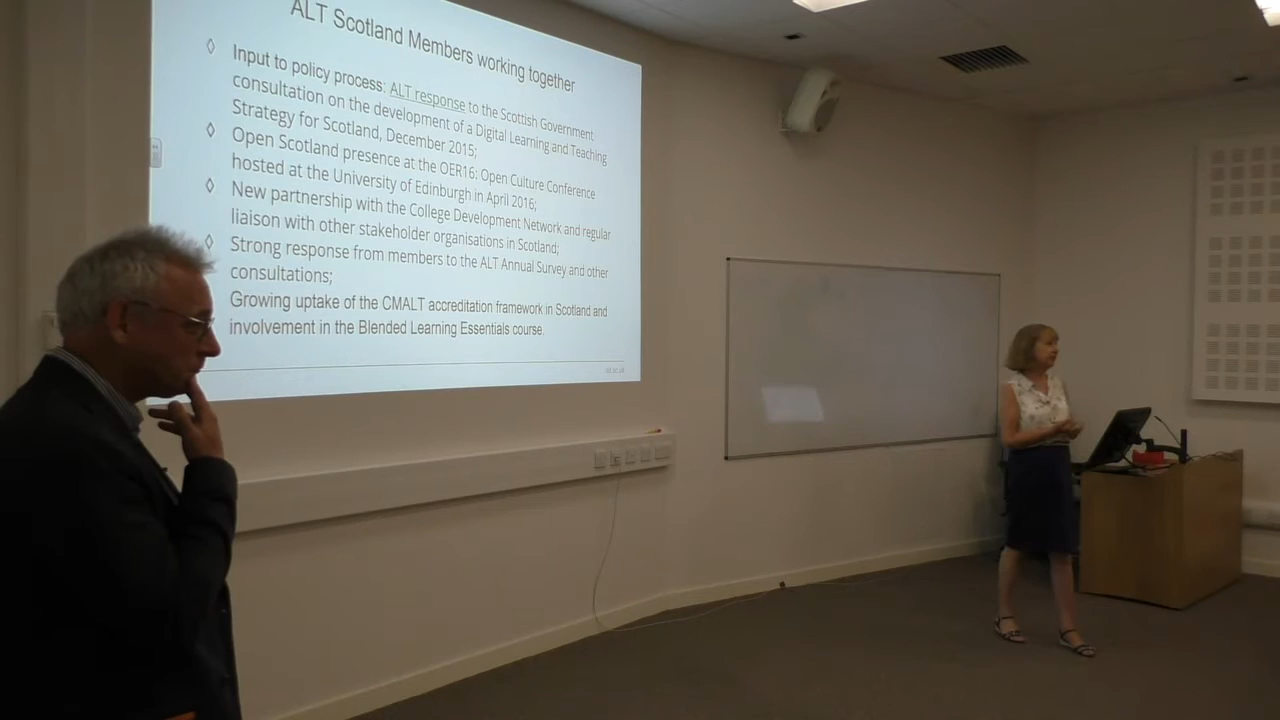 ALT Scotland Members working together
◊ Input to policy process: ALT response to the Scottish Government
consultation on the development of a Digital Learning and Teaching
Strategy for Scotland, December 2015;
◊ Open Scotland presence at the OER16: Open Culture Conference
hosted at the University of Edinburgh in April 2016;
◊ New partnership with the College Development Network and regular
liaison with other stakeholder organisations in Scotland;
◊ Strong response from members to the ALT Annual Survey and other
consultations;
Growing uptake of the CMALT accreditation framework in Scotland and
involvement in the Blended Learning Essentials course.